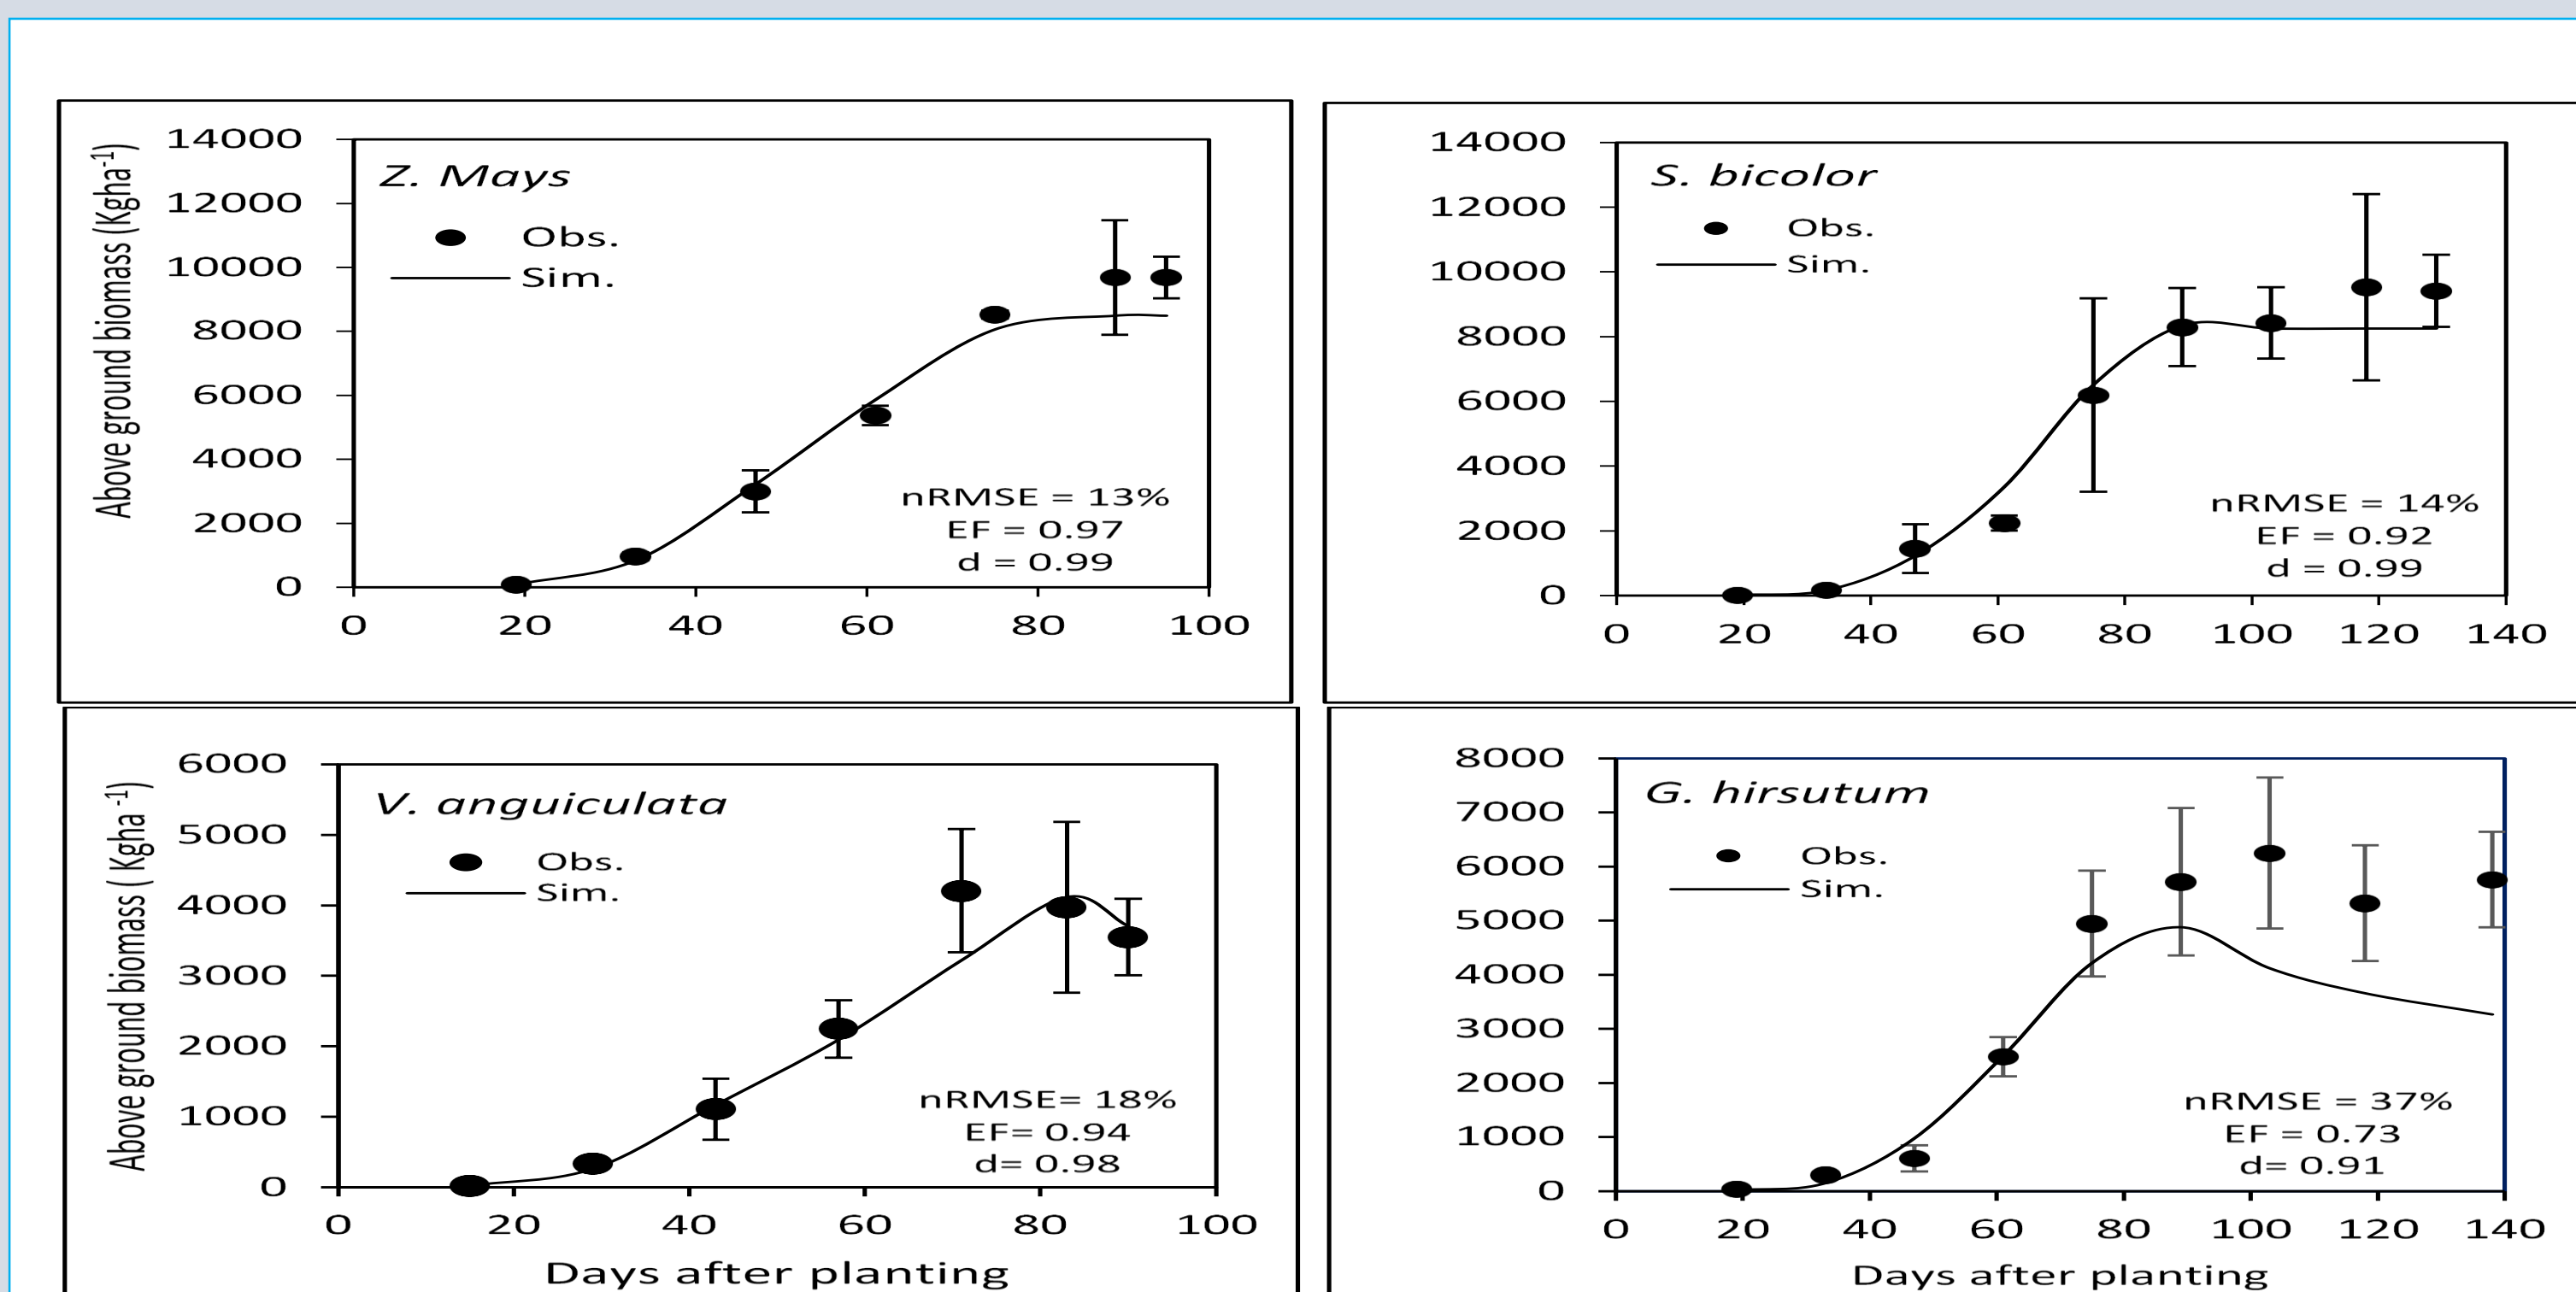 Above ground biomass (Kgha-1)
14000
12000
10000
8000
6000
4000
2000
0
Z. Mays
Obs.
Sim.
nRMSE = 13%
EF = 0.97
d = 0.99
0 20 40 60 80 100
14000
12000
10000
8000
6000
4000
2000
0
S. bicolor
Obs.
Sim.
nRMSE = 14%
EF = 0.92
d = 0.99
0 20 40 60 80 100 120 140
Above ground biomass ( Kgha -1)
6000
5000
4000
3000
2000
1000
0
V. anguiculata
Obs.
Sim.
nRMSE= 18%
EF= 0.94
d= 0.98
0 20 40 60 80 100
Days after planting
8000
7000
6000
5000
4000
3000
2000
1000
0
G. hirsutum
Obs.
Sim.
nRMSE = 37%
EF = 0.73
d= 0.91
0 20 40 60 80 100 120 140
Days after planting